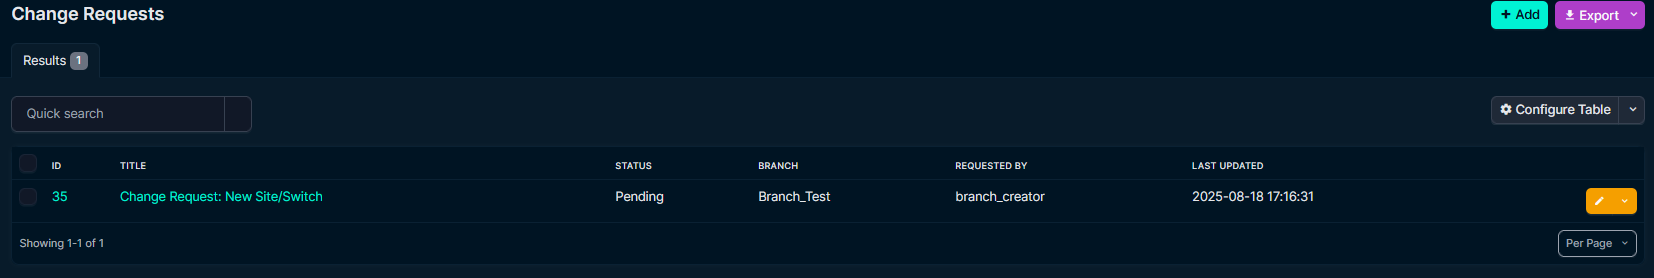 Change Requests
+ Add
Export
Results 1
Quick search
Configure Table
ID TITLE STATUS BRANCH REQUESTED BY LAST UPDATED
35 Change Request: New Site/Switch Pending Branch_Test branch_creator 2025-08-18 17:16:31
Showing 1-1 of 1
Per Page